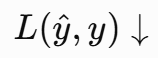 L(ŷ, y) ↓